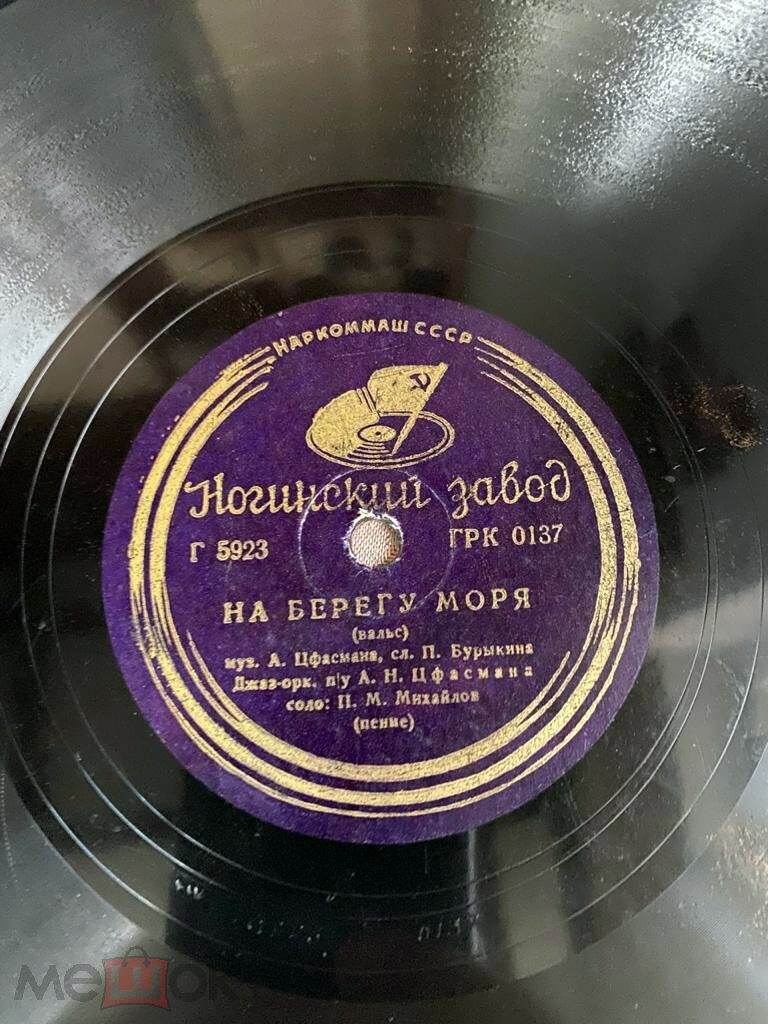 НАРКОММАШ СССР
Ногинский завод
Г 5923 ГРК 0137
НА БЕРЕГУ МОРЯ
(вальс)
муз. А. Цфасмана, сл. П. Бурыкина
Джаз-орк. п/у А. Н. Цфасмана
соло: П. М. Михайлов
(пение)
мешок